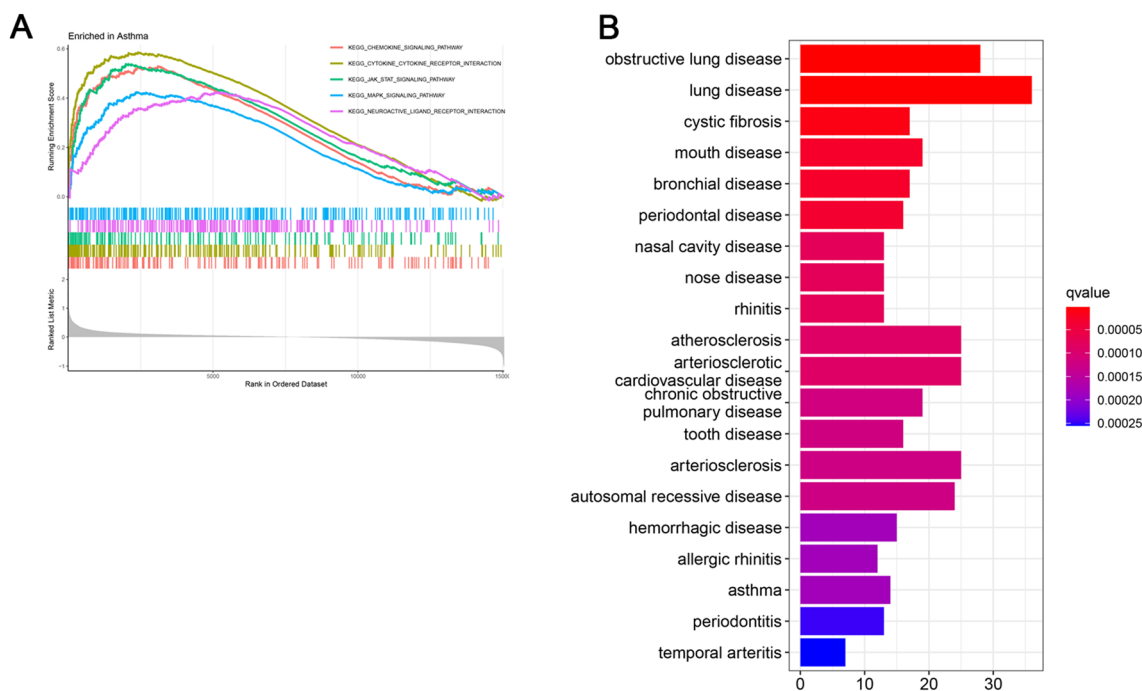 A
Enriched in Asthma
KEGG_CHEMOKINE_SIGNALING_PATHWAY
KEGG_CYTOKINE_CYTOKINE_RECEPTOR_INTERACTION
KEGG_JAK_STAT_SIGNALING_PATHWAY
KEGG_MAPK_SIGNALING_PATHWAY
KEGG_NEUROACTIVE_LIGAND_RECEPTOR_INTERACTION
Running Enrichment Score
0.6
0.4
0.2
0.0
Ranked List Metric
2
1
0
−1
5000
10000
1500
Rank in Ordered Dataset
B
obstructive lung disease
lung disease
cystic fibrosis
mouth disease
bronchial disease
periodontal disease
nasal cavity disease
nose disease
rhinitis
atherosclerosis
arteriosclerotic
cardiovascular disease
chronic obstructive
pulmonary disease
tooth disease
arteriosclerosis
autosomal recessive disease
hemorrhagic disease
allergic rhinitis
asthma
periodontitis
temporal arteritis
0
10
20
30
qvalue
0.00005
0.00010
0.00015
0.00020
0.00025